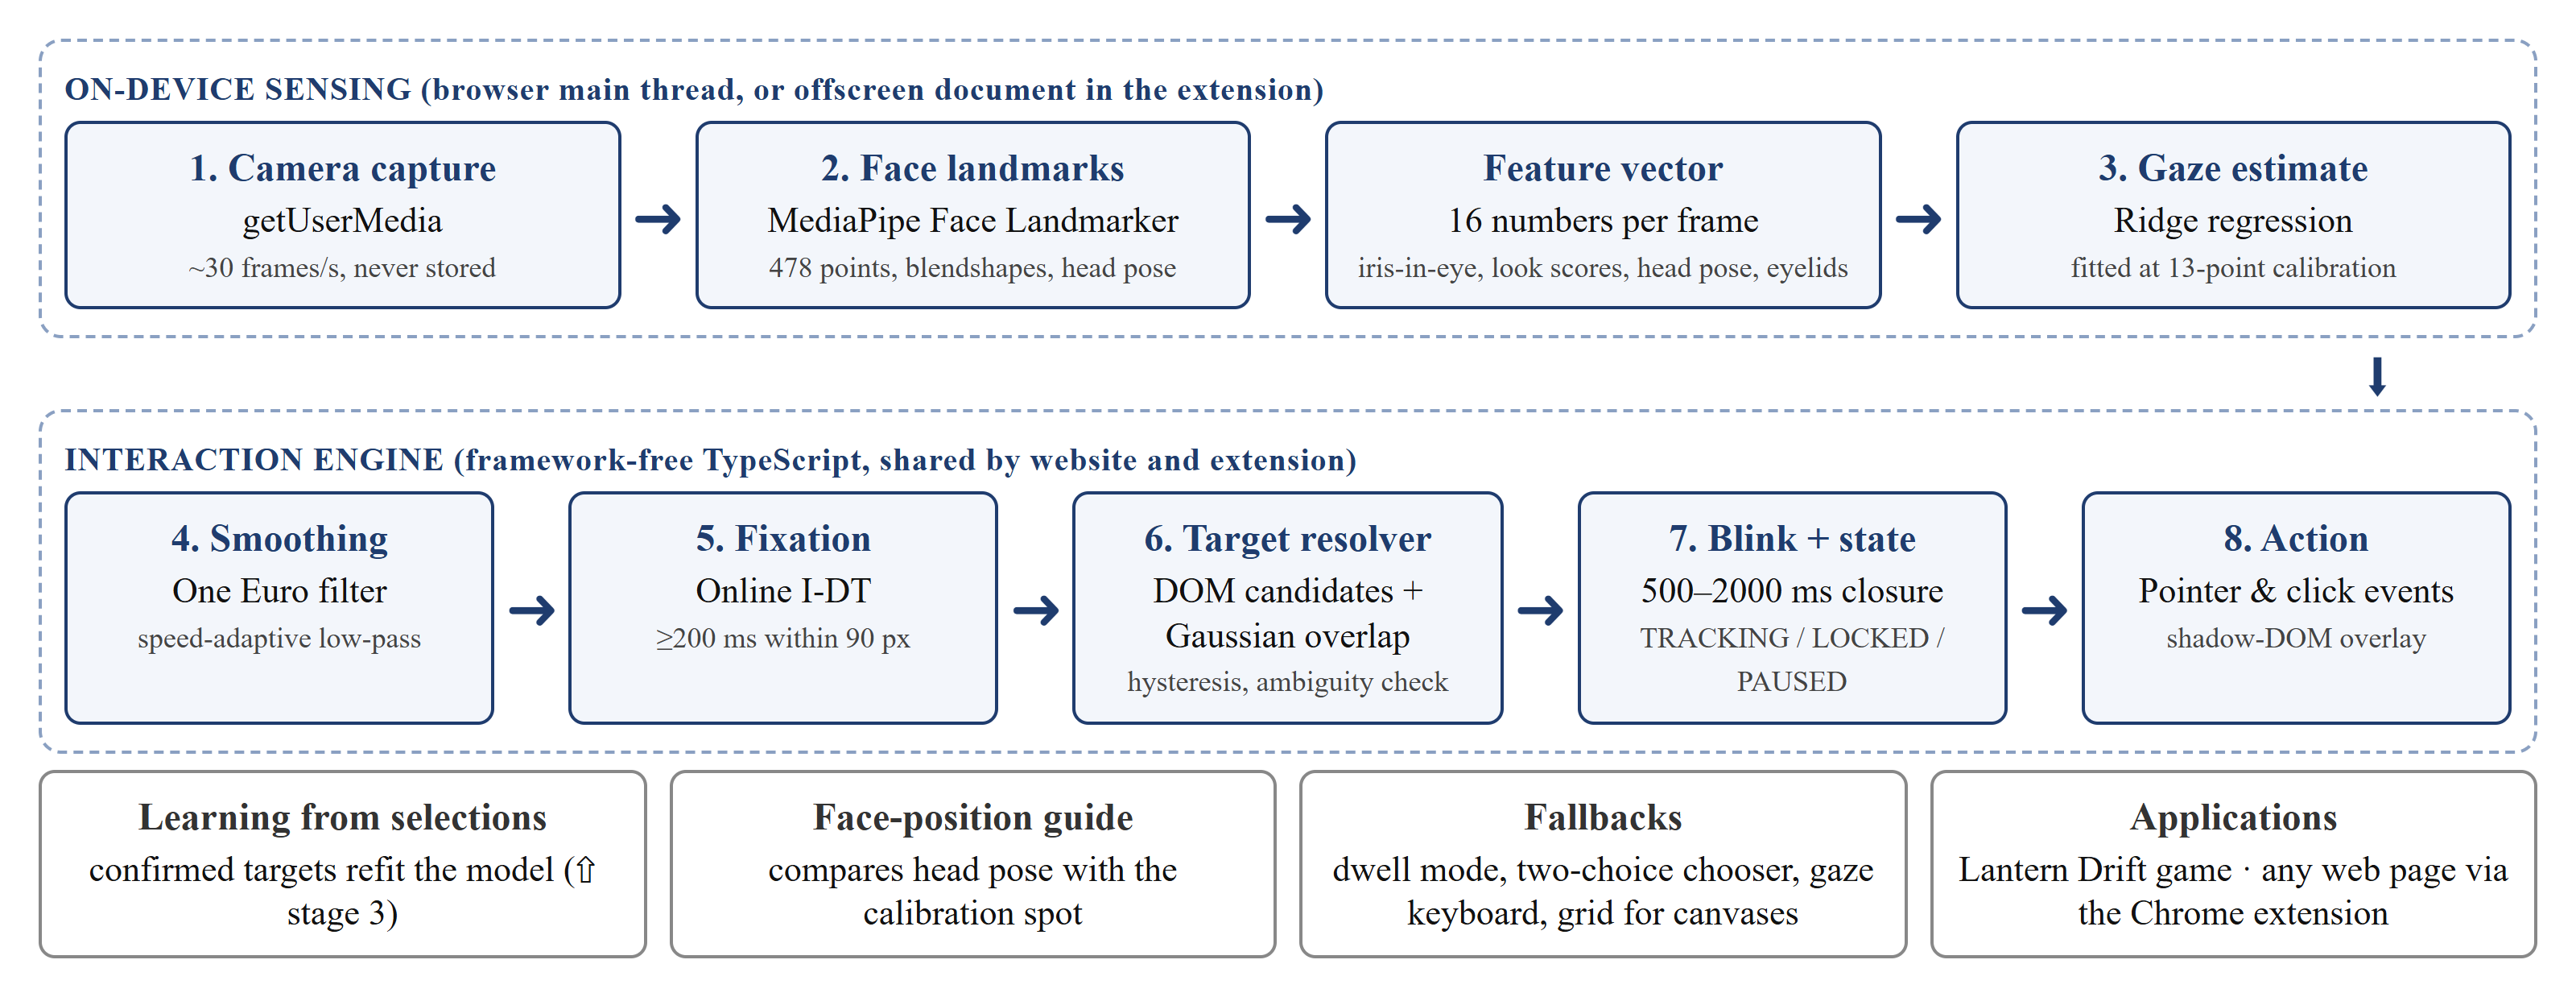 ON-DEVICE SENSING (browser main thread, or offscreen document in the extension)
1. Camera capture
getUserMedia
~30 frames/s, never stored
2. Face landmarks
MediaPipe Face Landmarker
478 points, blendshapes, head pose
Feature vector
16 numbers per frame
iris-in-eye, look scores, head pose, eyelids
3. Gaze estimate
Ridge regression
fitted at 13-point calibration
INTERACTION ENGINE (framework-free TypeScript, shared by website and extension)
4. Smoothing
One Euro filter
speed-adaptive low-pass
5. Fixation
Online I-DT
≥200 ms within 90 px
6. Target resolver
DOM candidates +
Gaussian overlap
hysteresis, ambiguity check
7. Blink + state
500–2000 ms closure
TRACKING / LOCKED /
PAUSED
8. Action
Pointer & click events
shadow-DOM overlay
Learning from selections
confirmed targets refit the model (⇧
stage 3)
Face-position guide
compares head pose with the
calibration spot
Fallbacks
dwell mode, two-choice chooser, gaze
keyboard, grid for canvases
Applications
Lantern Drift game · any web page via
the Chrome extension